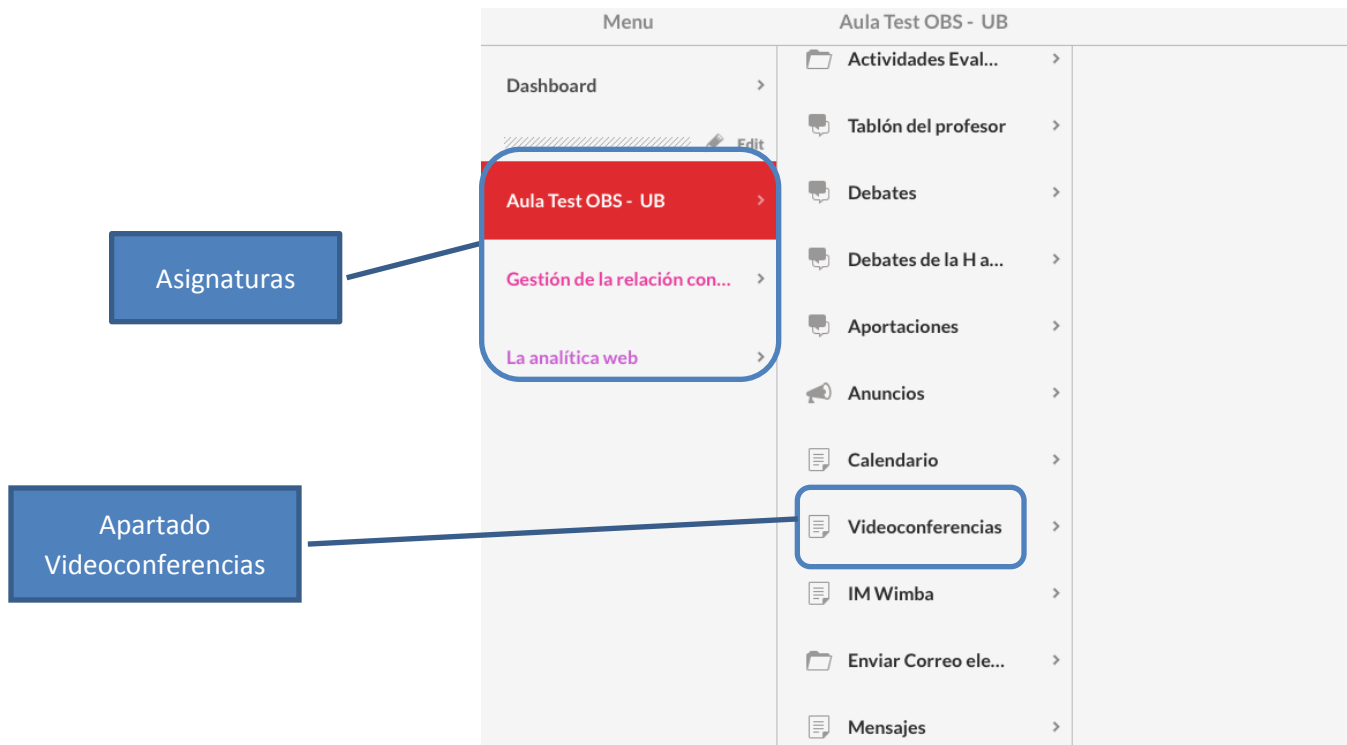 Menu
Aula Test OBS - UB
Dashboard
Edit
Aula Test OBS - UB
Gestión de la relación con...
La analítica web
Actividades Eval...
Tablón del profesor
Debates
Debates de la H a...
Aportaciones
Anuncios
Calendario
Videoconferencias
IM Wimba
Enviar Correo ele...
Mensajes
Asignaturas
Apartado
Videoconferencias